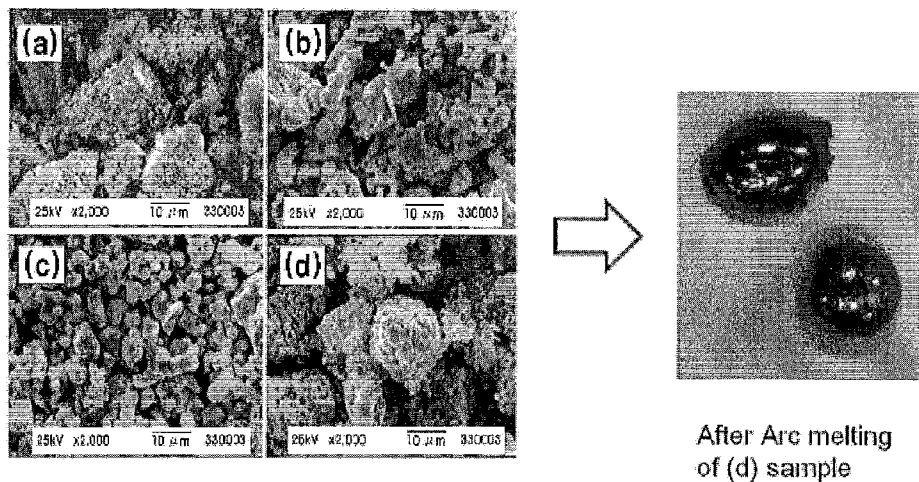 (a)
(b)
25kV x2,000 10 μm 330003
25kV x2,000 10 μm 330003
(c)
(d)
25kV x2,000 10 μm 330003
25kV x2,000 10 μm 330003
After Arc melting
of (d) sample